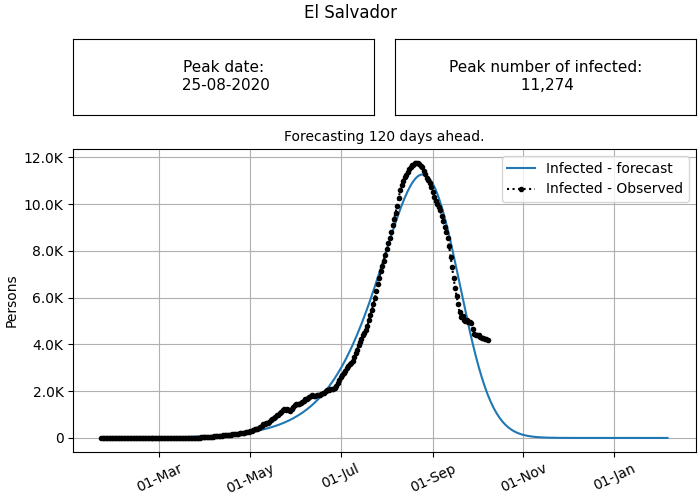 El Salvador
Peak date:
25-08-2020
Peak number of infected:
11,274
Forecasting 120 days ahead.
12.0K
10.0K
8.0K
6.0K
4.0K
2.0K
0
Persons
Infected - forecast
Infected - Observed
01-Mar
01-May
01-Jul
01-Sep
01-Nov
01-Jan